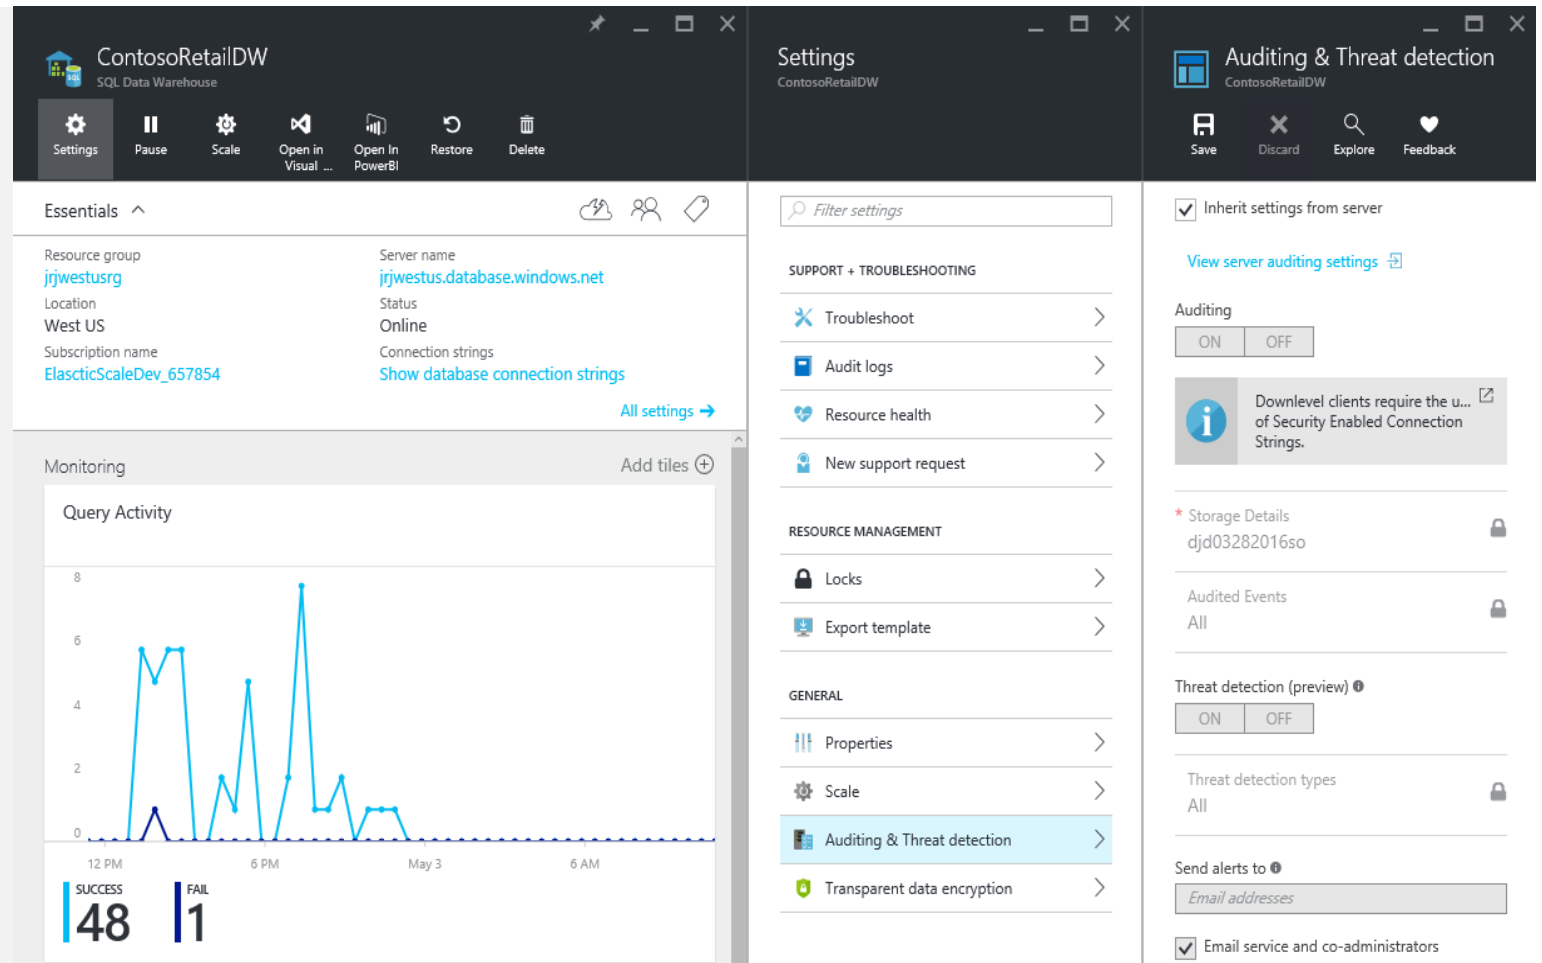 ContosoRetailDW
SQL Data Warehouse
Settings
Pause
Scale
Open in
Visual ...
Open In
PowerBI
Restore
Delete
Essentials
Resource group
jrjwestusrg
Server name
jrjwestus.database.windows.net
Location
West US
Status
Online
Subscription name
ElascticScaleDev_657854
Connection strings
Show database connection strings
All settings
Monitoring
Add tiles
Query Activity
8
6
4
2
0
12 PM
6 PM
May 3
6 AM
SUCCESS
48
FAIL
1
Settings
ContosoRetailDW
Filter settings
SUPPORT + TROUBLESHOOTING
Troubleshoot
Audit logs
Resource health
New support request
RESOURCE MANAGEMENT
Locks
Export template
GENERAL
Properties
Scale
Auditing & Threat detection
Transparent data encryption
Auditing & Threat detection
ContosoRetailDW
Save
Discard
Explore
Feedback
Inherit settings from server
View server auditing settings
Auditing
ON OFF
Downlevel clients require the u...
of Security Enabled Connection
Strings.
* Storage Details
djd03282016so
Audited Events
All
Threat detection (preview)
ON OFF
Threat detection types
All
Send alerts to
Email addresses
Email service and co-administrators